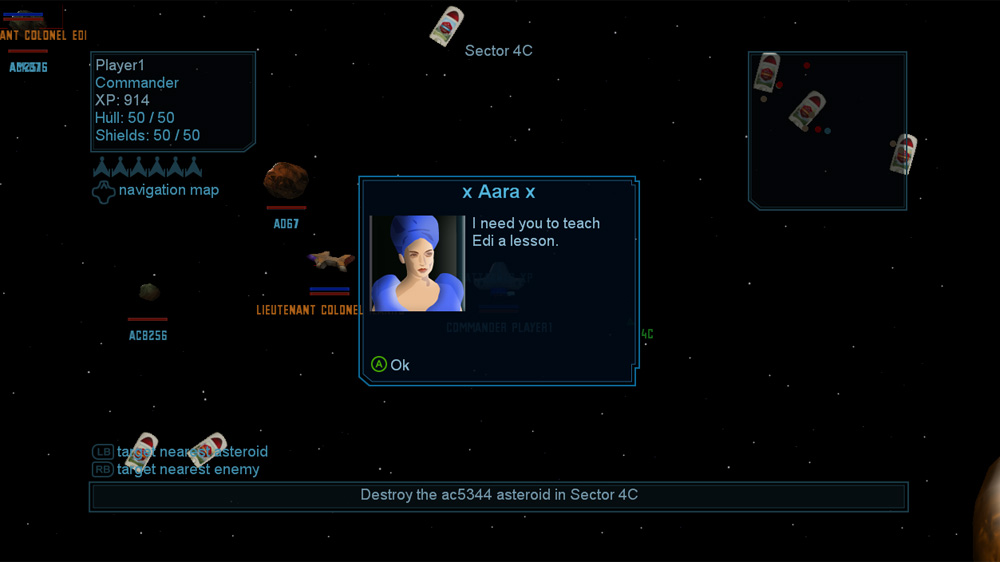 ANT COLONEL EDI
Sector 4C
Player1
Commander
XP: 914
Hull: 50 / 50
Shields: 50 / 50
navigation map
x Aara x
I need you to teach
Edi a lesson.
A067
LIEUTENANT COLONEL
COMMANDER PLAYER1
4C
AC8256
A Ok
LB target nearest asteroid
RB target nearest enemy
Destroy the ac5344 asteroid in Sector 4C